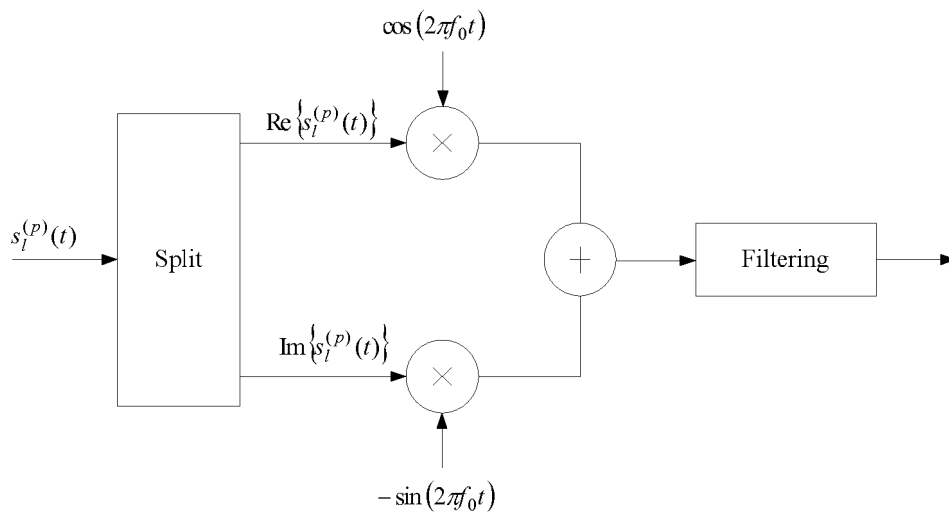 cos(2πf₀t)
Re{s_l^(p)(t)}
×
s_l^(p)(t)
Split
+
Filtering
Im{s_l^(p)(t)}
×
−sin(2πf₀t)